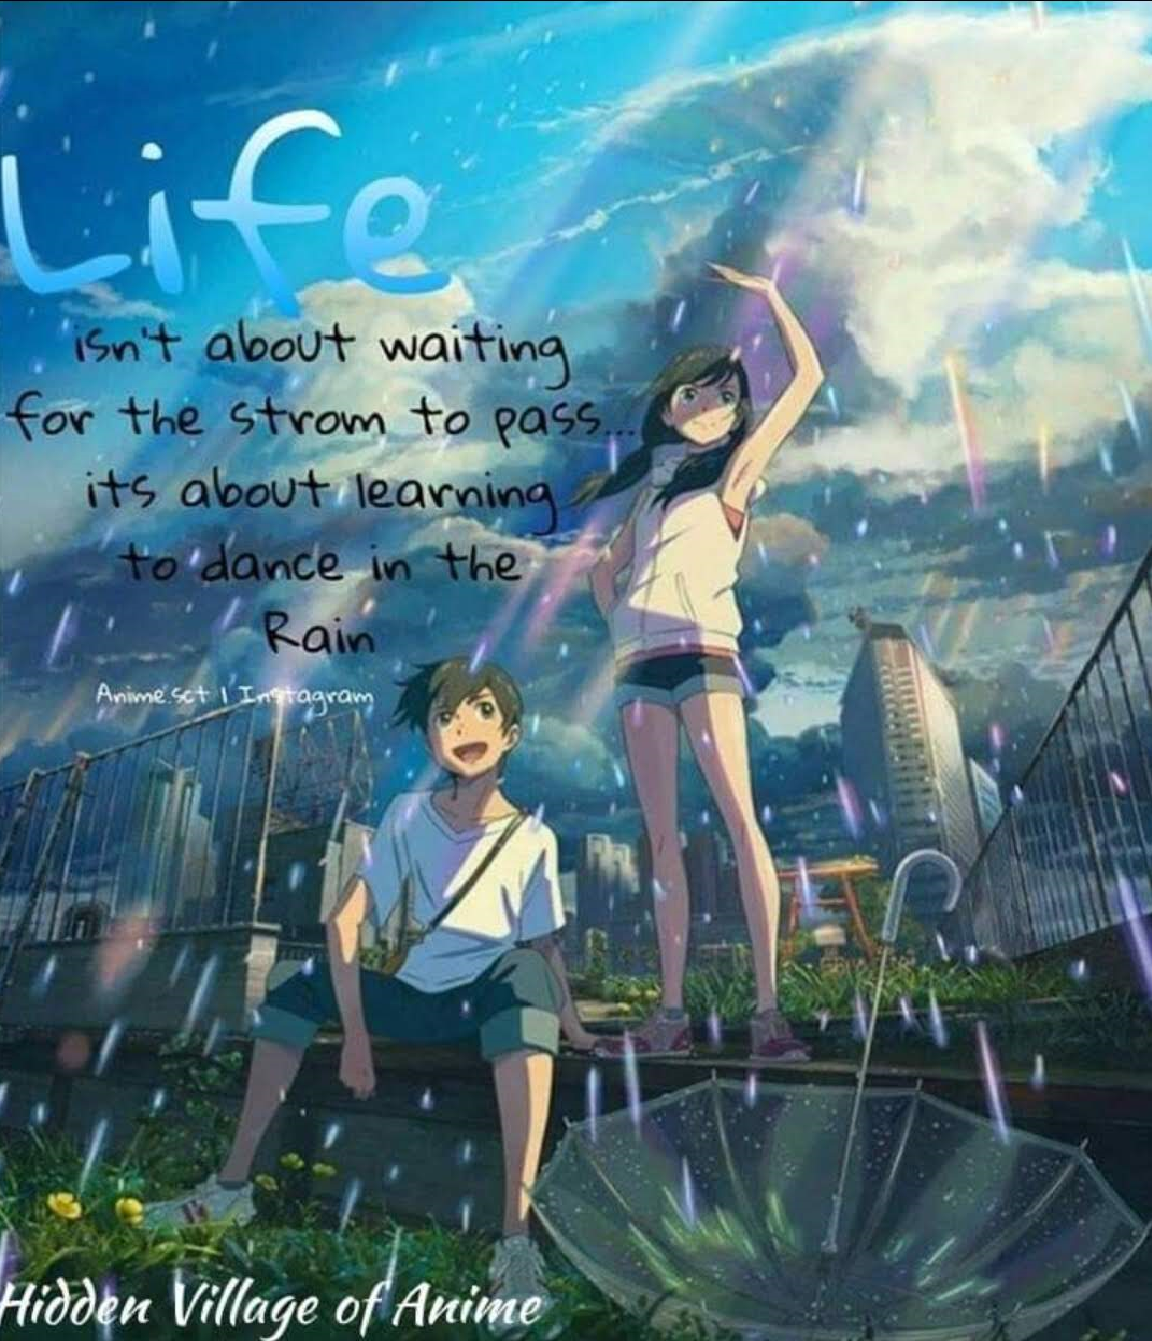 Life
isn't about waiting
for the strom to pass...
its about learning
to dance in the
Rain
Anime.sct | Instagram
Hidden Village of Anime